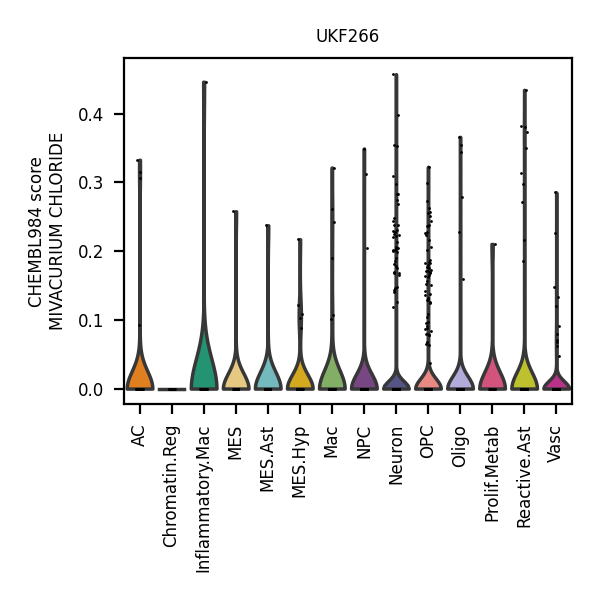 UKF266
CHEMBL984 score
MIVACURIUM CHLORIDE
0.4
0.3
0.2
0.1
0.0
AC
Chromatin.Reg
Inflammatory.Mac
MES
MES.Ast
MES.Hyp
Mac
NPC
Neuron
OPC
Oligo
Prolif.Metab
Reactive.Ast
Vasc